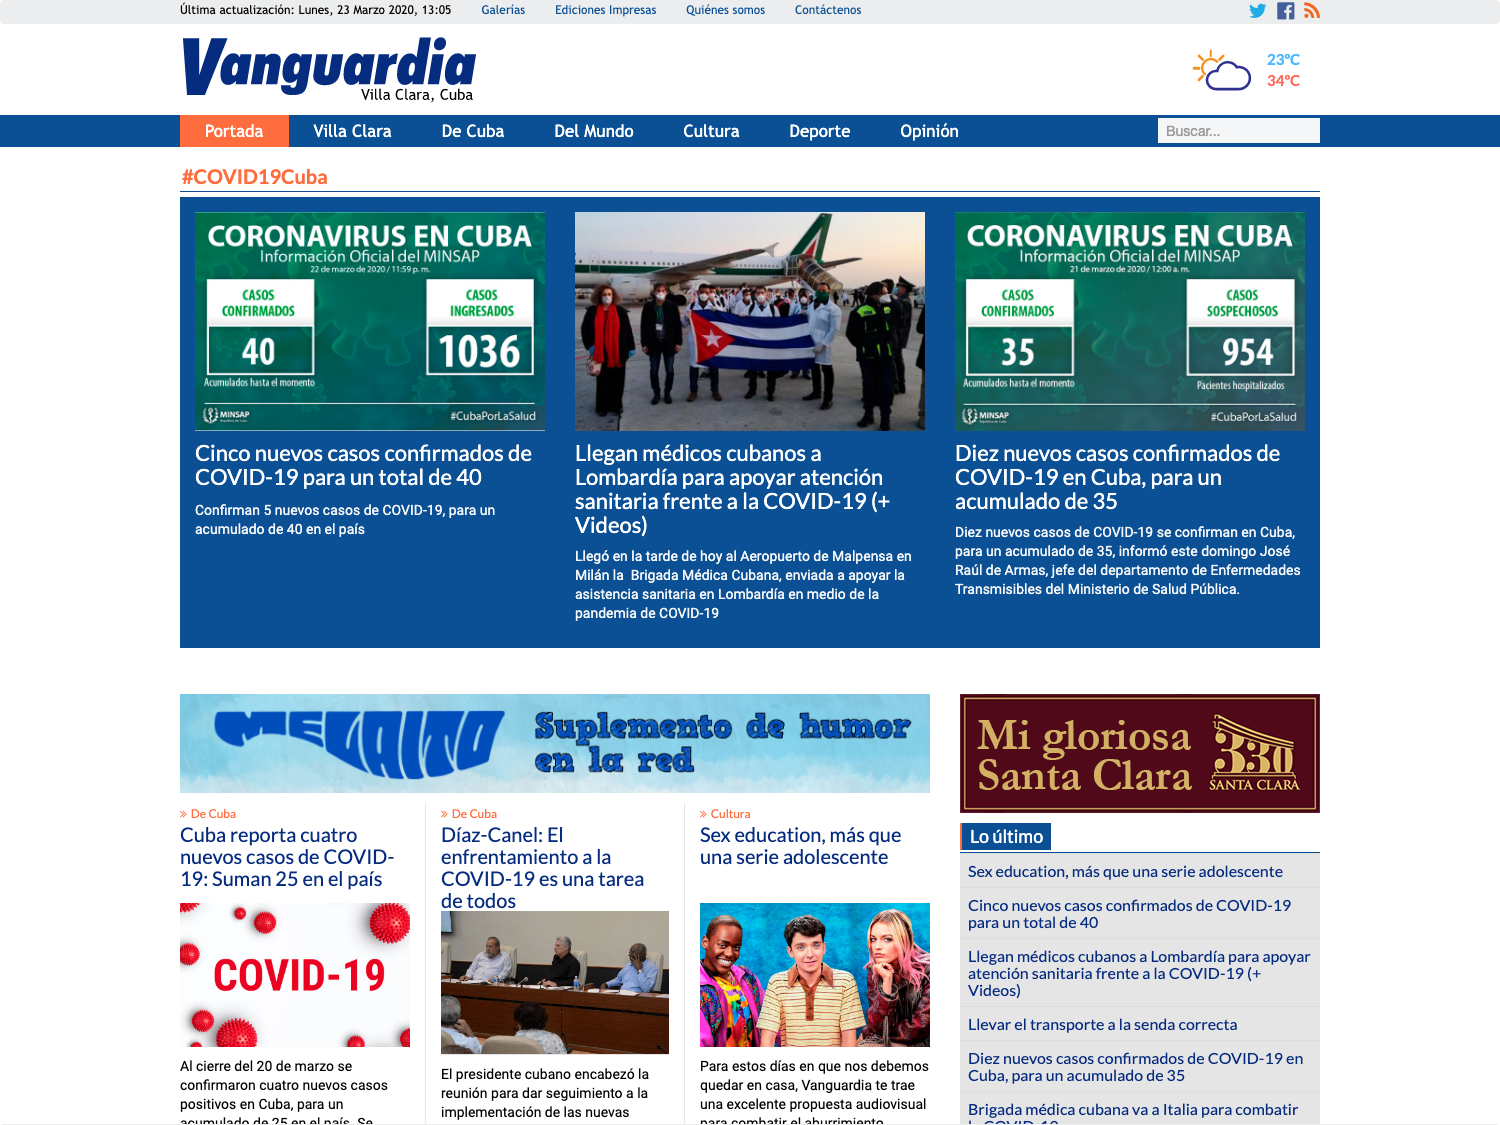 Última actualización: Lunes, 23 Marzo 2020, 13:05
Galerías
Ediciones Impresas
Quiénes somos
Contáctenos
Vanguardia
Villa Clara, Cuba
23ºC
34ºC
Portada
Villa Clara
De Cuba
Del Mundo
Cultura
Deporte
Opinión
Buscar...
#COVID19Cuba
CORONAVIRUS EN CUBA
Información Oficial del MINSAP
22 de marzo de 2020 / 11:59 p. m.
CASOS
CONFIRMADOS
40
Acumulados hasta el momento
CASOS
INGRESADOS
1036
MINSAP
#CubaPorLaSalud
Cinco nuevos casos confirmados de
COVID-19 para un total de 40
Confirman 5 nuevos casos de COVID-19, para un
acumulado de 40 en el país
Llegan médicos cubanos a
Lombardía para apoyar atención
sanitaria frente a la COVID-19 (+
Videos)
Llegó en la tarde de hoy al Aeropuerto de Malpensa en
Milán la  Brigada Médica Cubana, enviada a apoyar la
asistencia sanitaria en Lombardía en medio de la
pandemia de COVID-19
CORONAVIRUS EN CUBA
Información Oficial del MINSAP
21 de marzo de 2020 / 12:00 a. m.
CASOS
CONFIRMADOS
35
Acumulados hasta el momento
CASOS
SOSPECHOSOS
954
Pacientes hospitalizados
MINSAP
#CubaPorLaSalud
Diez nuevos casos confirmados de
COVID-19 en Cuba, para un
acumulado de 35
Diez nuevos casos de COVID-19 se confirman en Cuba,
para un acumulado de 35, informó este domingo José
Raúl de Armas, jefe del departamento de Enfermedades
Transmisibles del Ministerio de Salud Pública.
MELAITO
Suplemento de humor
en la red
» De Cuba
Cuba reporta cuatro
nuevos casos de COVID-
19: Suman 25 en el país
COVID-19
Al cierre del 20 de marzo se
confirmaron cuatro nuevos casos
positivos en Cuba, para un
acumulado de 25 en el país. Se
» De Cuba
Díaz-Canel: El
enfrentamiento a la
COVID-19 es una tarea
de todos
El presidente cubano encabezó la
reunión para dar seguimiento a la
implementación de las nuevas
» Cultura
Sex education, más que
una serie adolescente
Para estos días en que nos debemos
quedar en casa, Vanguardia te trae
una excelente propuesta audiovisual
para combatir el aburrimiento.
Mi gloriosa
Santa Clara
330
SANTA CLARA
Lo último
Sex education, más que una serie adolescente
Cinco nuevos casos confirmados de COVID-19
para un total de 40
Llegan médicos cubanos a Lombardía para apoyar
atención sanitaria frente a la COVID-19 (+
Videos)
Llevar el transporte a la senda correcta
Diez nuevos casos confirmados de COVID-19 en
Cuba, para un acumulado de 35
Brigada médica cubana va a Italia para combatir
la COVID-19